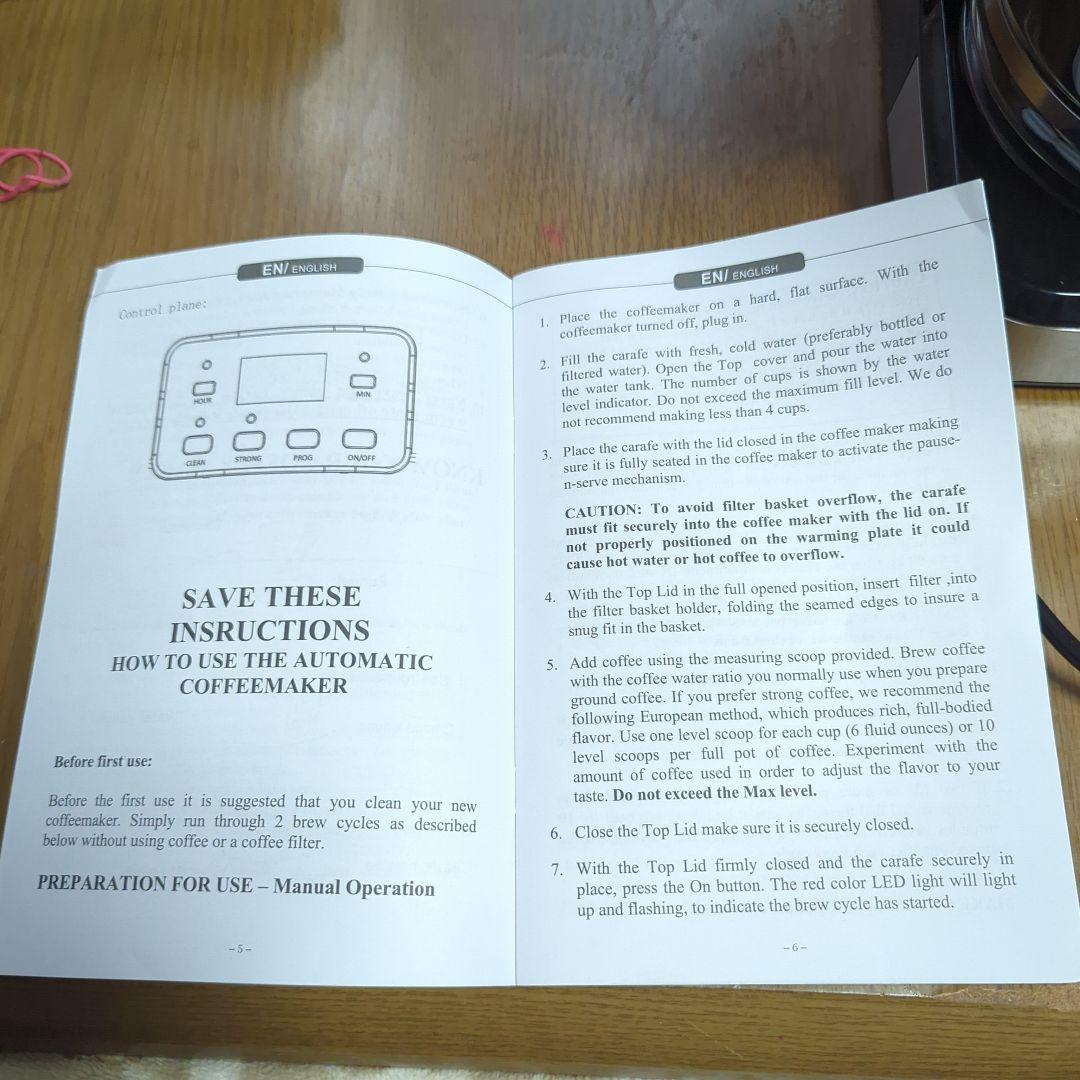 EN/ ENGLISH
Control plane:
HOUR
MIN
CLEAN
STRONG
PROG
ON/OFF
SAVE THESE
INSRUCTIONS
HOW TO USE THE AUTOMATIC
COFFEEMAKER
Before first use:
Before the first use it is suggested that you clean your new
coffeemaker. Simply run through 2 brew cycles as described
below without using coffee or a coffee filter.
PREPARATION FOR USE – Manual Operation
– 5 –
EN/ ENGLISH
1. Place the coffeemaker on a hard, flat surface. With the
coffeemaker turned off, plug in.
2. Fill the carafe with fresh, cold water (preferably bottled or
filtered water). Open the Top cover and pour the water into
the water tank. The number of cups is shown by the water
level indicator. Do not exceed the maximum fill level. We do
not recommend making less than 4 cups.
3. Place the carafe with the lid closed in the coffee maker making
sure it is fully seated in the coffee maker to activate the pause-
n-serve mechanism.
CAUTION: To avoid filter basket overflow, the carafe
must fit securely into the coffee maker with the lid on. If
not properly positioned on the warming plate it could
cause hot water or hot coffee to overflow.
4. With the Top Lid in the full opened position, insert filter ,into
the filter basket holder, folding the seamed edges to insure a
snug fit in the basket.
5. Add coffee using the measuring scoop provided. Brew coffee
with the coffee water ratio you normally use when you prepare
ground coffee. If you prefer strong coffee, we recommend the
following European method, which produces rich, full-bodied
flavor. Use one level scoop for each cup (6 fluid ounces) or 10
level scoops per full pot of coffee. Experiment with the
amount of coffee used in order to adjust the flavor to your
taste. Do not exceed the Max level.
6. Close the Top Lid make sure it is securely closed.
7. With the Top Lid firmly closed and the carafe securely in
place, press the On button. The red color LED light will light
up and flashing, to indicate the brew cycle has started.
– 6 –